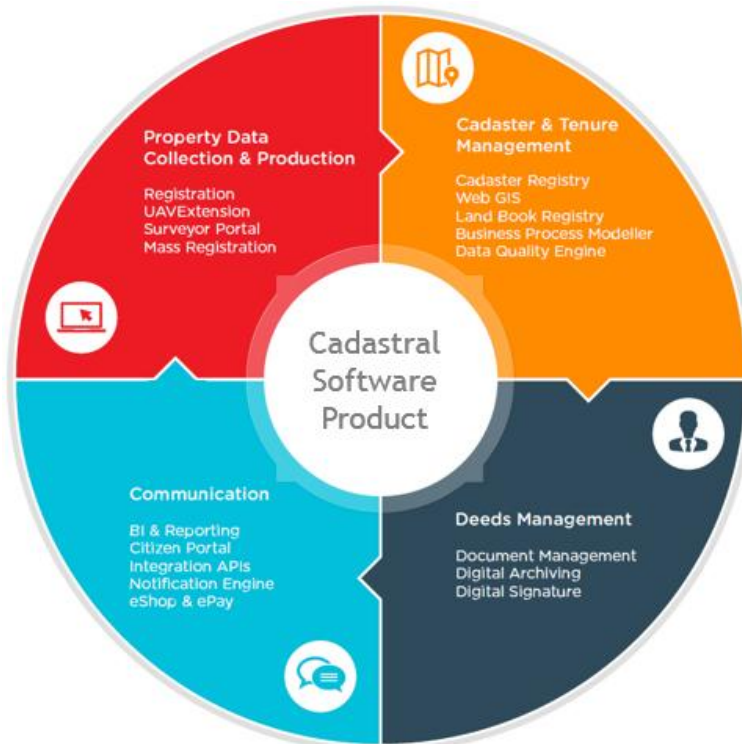 Property Data
Collection & Production
Registration
UAVExtension
Surveyor Portal
Mass Registration
Cadaster & Tenure
Management
Cadaster Registry
Web GIS
Land Book Registry
Business Process Modeller
Data Quality Engine
Cadastral
Software
Product
Communication
BI & Reporting
Citizen Portal
Integration APIs
Notification Engine
eShop & ePay
Deeds Management
Document Management
Digital Archiving
Digital Signature